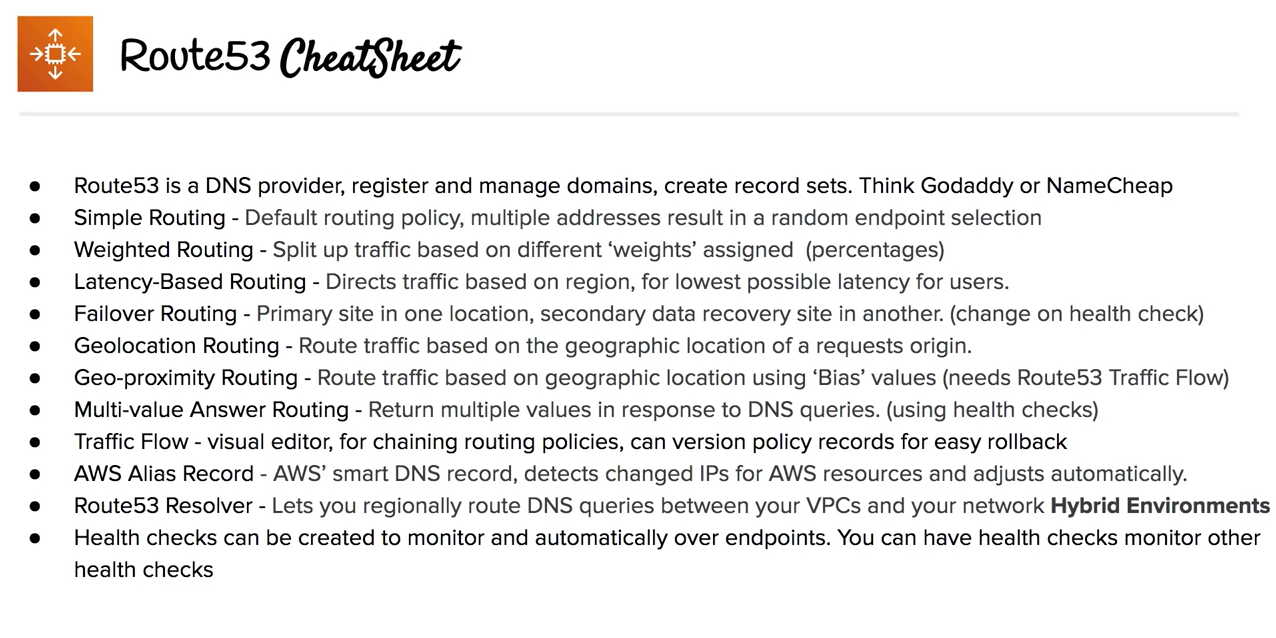 Route53 CheatSheet
● Route53 is a DNS provider, register and manage domains, create record sets. Think Godaddy or NameCheap
● Simple Routing - Default routing policy, multiple addresses result in a random endpoint selection
● Weighted Routing - Split up traffic based on different ‘weights’ assigned  (percentages)
● Latency-Based Routing - Directs traffic based on region, for lowest possible latency for users.
● Failover Routing - Primary site in one location, secondary data recovery site in another. (change on health check)
● Geolocation Routing - Route traffic based on the geographic location of a requests origin.
● Geo-proximity Routing - Route traffic based on geographic location using ‘Bias’ values (needs Route53 Traffic Flow)
● Multi-value Answer Routing - Return multiple values in response to DNS queries. (using health checks)
● Traffic Flow - visual editor, for chaining routing policies, can version policy records for easy rollback
● AWS Alias Record - AWS’ smart DNS record, detects changed IPs for AWS resources and adjusts automatically.
● Route53 Resolver - Lets you regionally route DNS queries between your VPCs and your network Hybrid Environments
● Health checks can be created to monitor and automatically over endpoints. You can have health checks monitor other
health checks